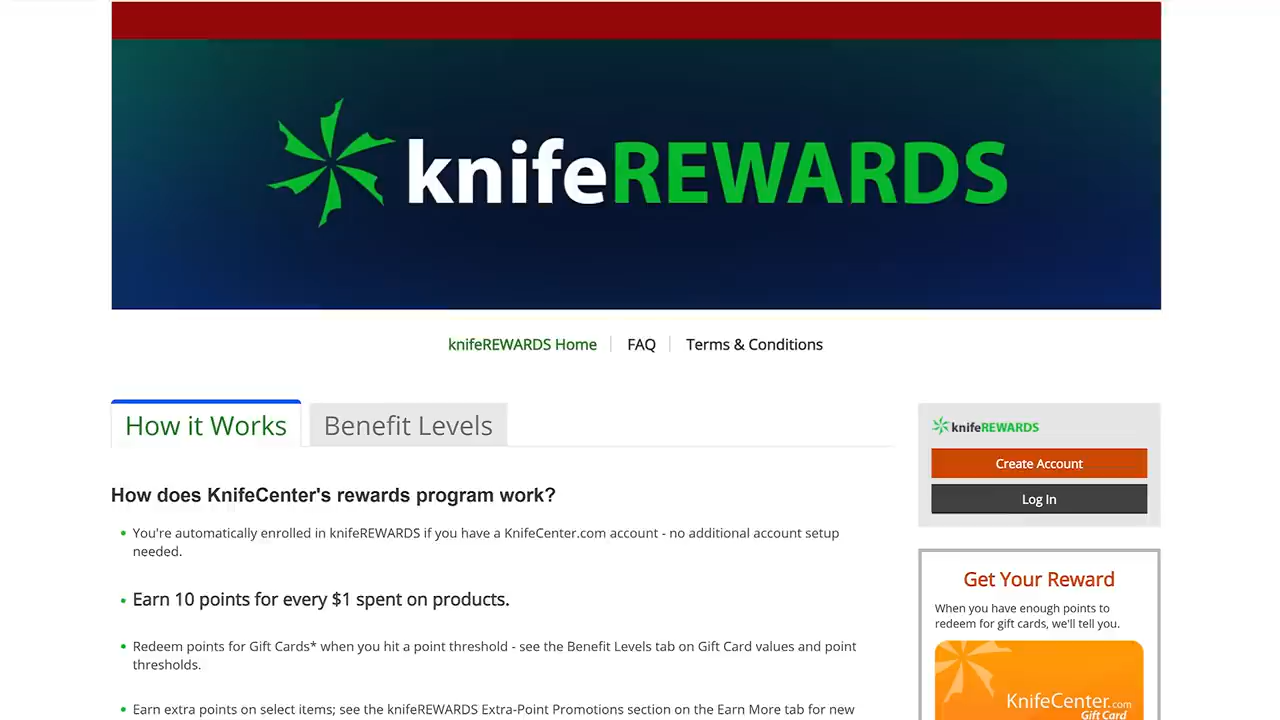 knifeREWARDS
knifeREWARDS Home
FAQ
Terms & Conditions
How it Works
Benefit Levels
How does KnifeCenter's rewards program work?
You're automatically enrolled in knifeREWARDS if you have a KnifeCenter.com account - no additional account setup
needed.
Earn 10 points for every $1 spent on products.
Redeem points for Gift Cards* when you hit a point threshold - see the Benefit Levels tab on Gift Card values and point
thresholds.
Earn extra points on select items; see the knifeREWARDS Extra-Point Promotions section on the Earn More tab for new
knifeREWARDS
Create Account
Log In
Get Your Reward
When you have enough points to
redeem for gift cards, we'll tell you.
KnifeCenter.com
Gift Card